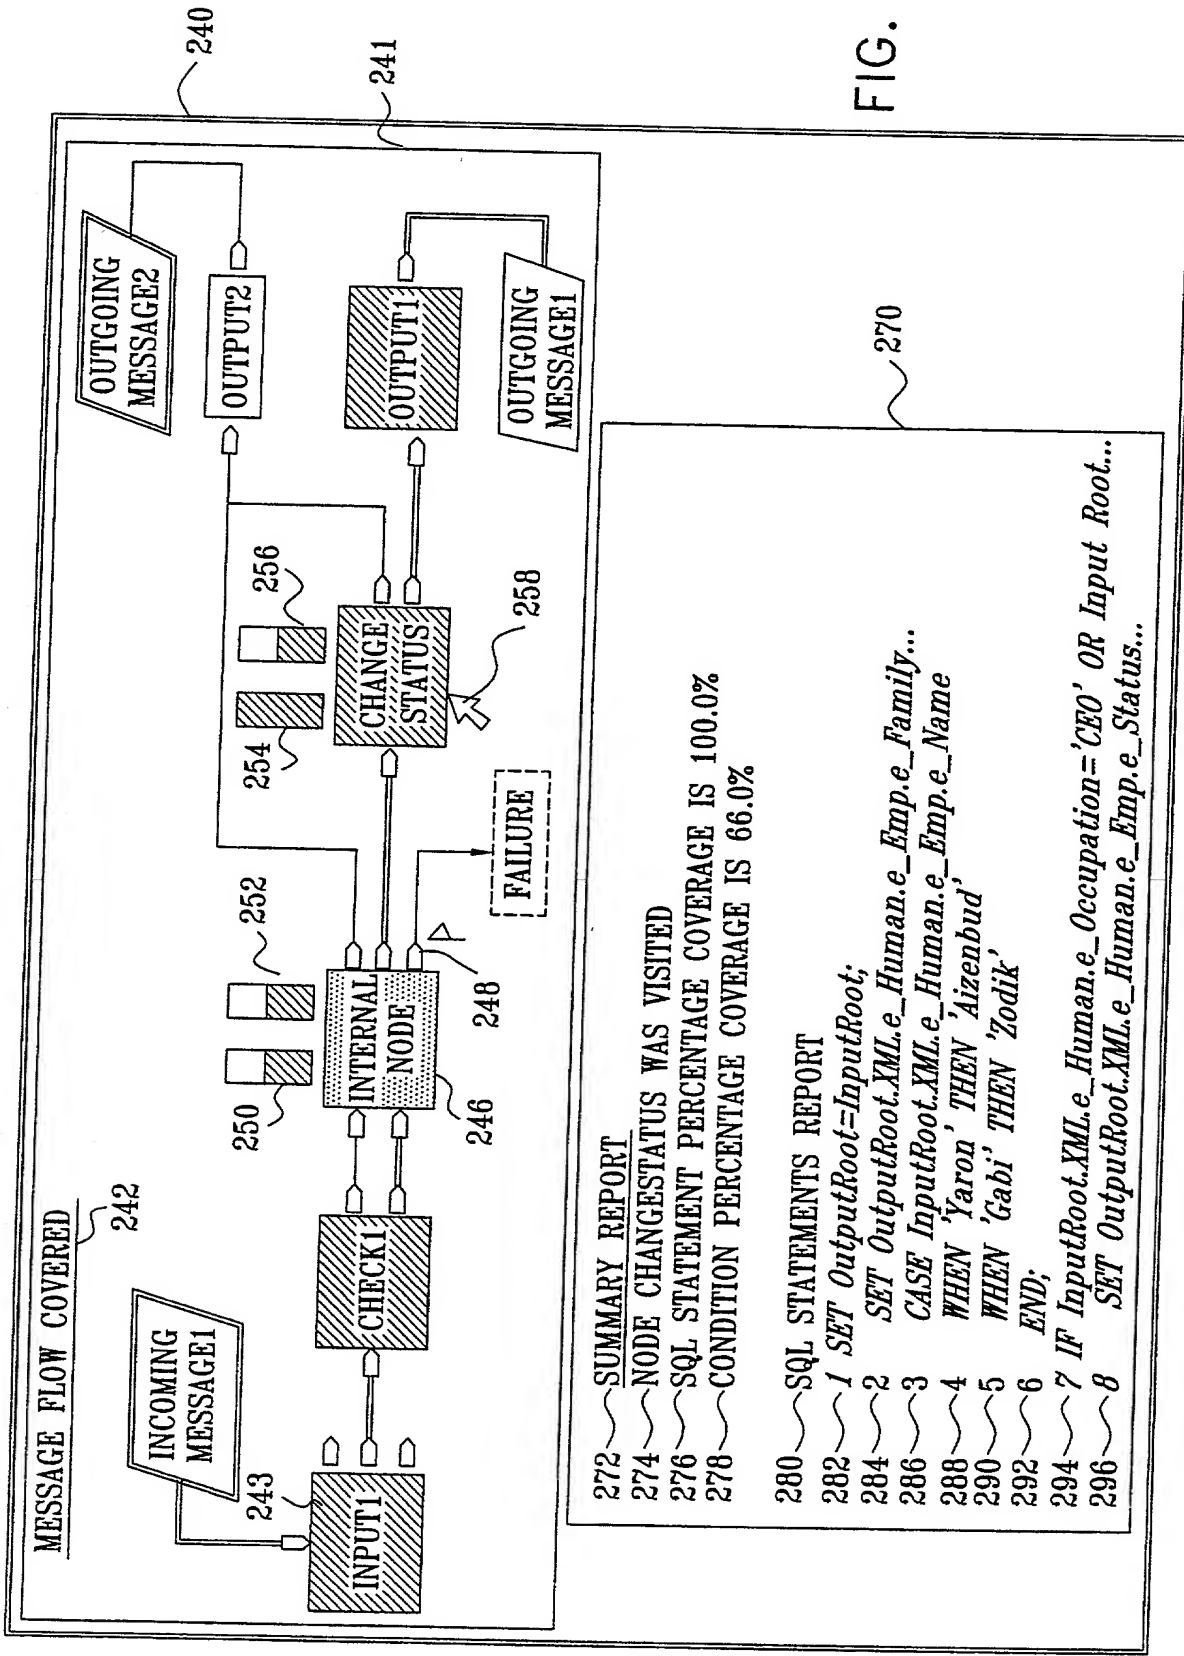 240
241
MESSAGE FLOW COVERED
242
INCOMING
MESSAGE1
243
INPUT1
CHECK1
250
252
INTERNAL
NODE
246
248
FAILURE
254
256
CHANGE
STATUS
258
OUTGOING
MESSAGE2
OUTPUT2
OUTPUT1
OUTGOING
MESSAGE1
FIG.
270
272 SUMMARY REPORT
274 NODE CHANGESTATUS WAS VISITED
276 SQL STATEMENT PERCENTAGE COVERAGE IS 100.0%
278 CONDITION PERCENTAGE COVERAGE IS 66.0%
280 SQL STATEMENTS REPORT
282 1 SET OutputRoot=InputRoot;
284 2 SET OutputRoot.XML.e_Human.e_Emp.e_Family...
286 3 CASE InputRoot.XML.e_Human.e_Emp.e_Name
288 4 WHEN 'Yaron' THEN 'Aizenbud'
290 5 WHEN 'Gabi' THEN 'Zodik'
292 6 END;
294 7 IF InputRoot.XML.e_Human.e_Occupation='CEO' OR Input Root...
296 8 SET OutputRoot.XML.e_Human.e_Emp.e_Status...